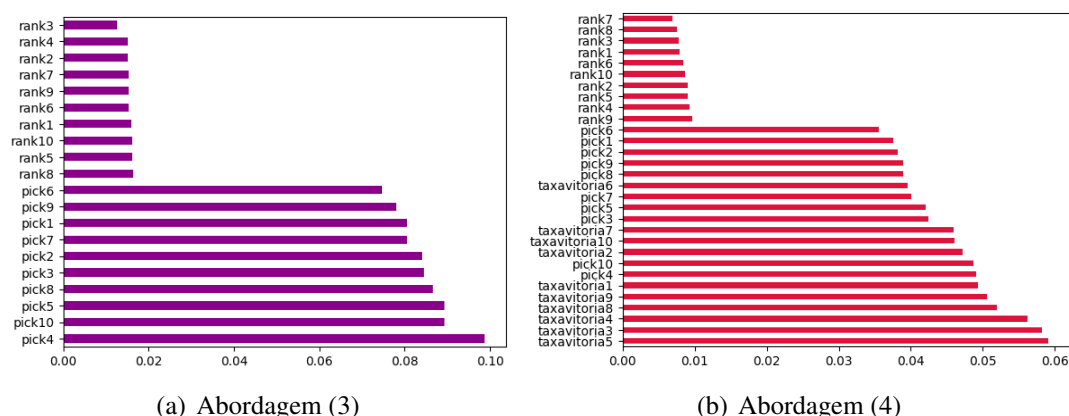 rank3
rank4
rank2
rank7
rank9
rank6
rank1
rank10
rank5
rank8
pick6
pick9
pick1
pick7
pick2
pick3
pick8
pick5
pick10
pick4
0.00 0.02 0.04 0.06 0.08 0.10
(a) Abordagem (3)
rank7
rank8
rank3
rank1
rank6
rank10
rank2
rank5
rank4
rank9
pick6
pick1
pick2
pick9
pick8
taxavitoria6
pick7
pick5
pick3
taxavitoria7
taxavitoria10
taxavitoria2
pick10
pick4
taxavitoria1
taxavitoria9
taxavitoria8
taxavitoria4
taxavitoria3
taxavitoria5
0.00 0.01 0.02 0.03 0.04 0.05 0.06
(b) Abordagem (4)